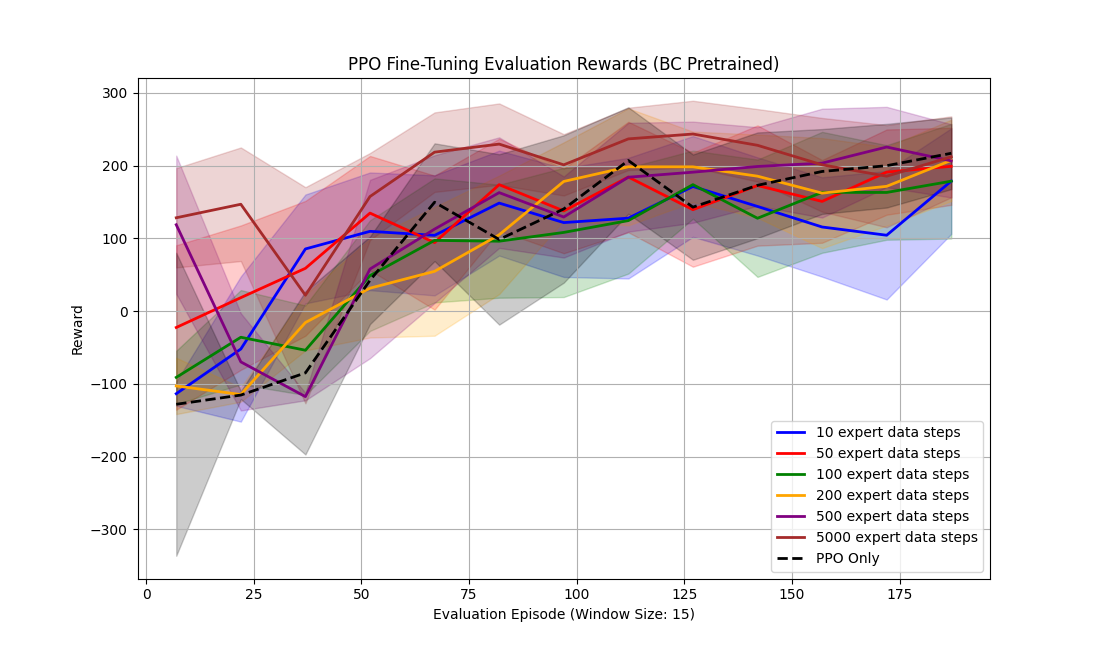 PPO Fine-Tuning Evaluation Rewards (BC Pretrained)
300
200
100
0
−100
−200
−300
Reward
0
25
50
75
100
125
150
175
Evaluation Episode (Window Size: 15)
10 expert data steps
50 expert data steps
100 expert data steps
200 expert data steps
500 expert data steps
5000 expert data steps
PPO Only